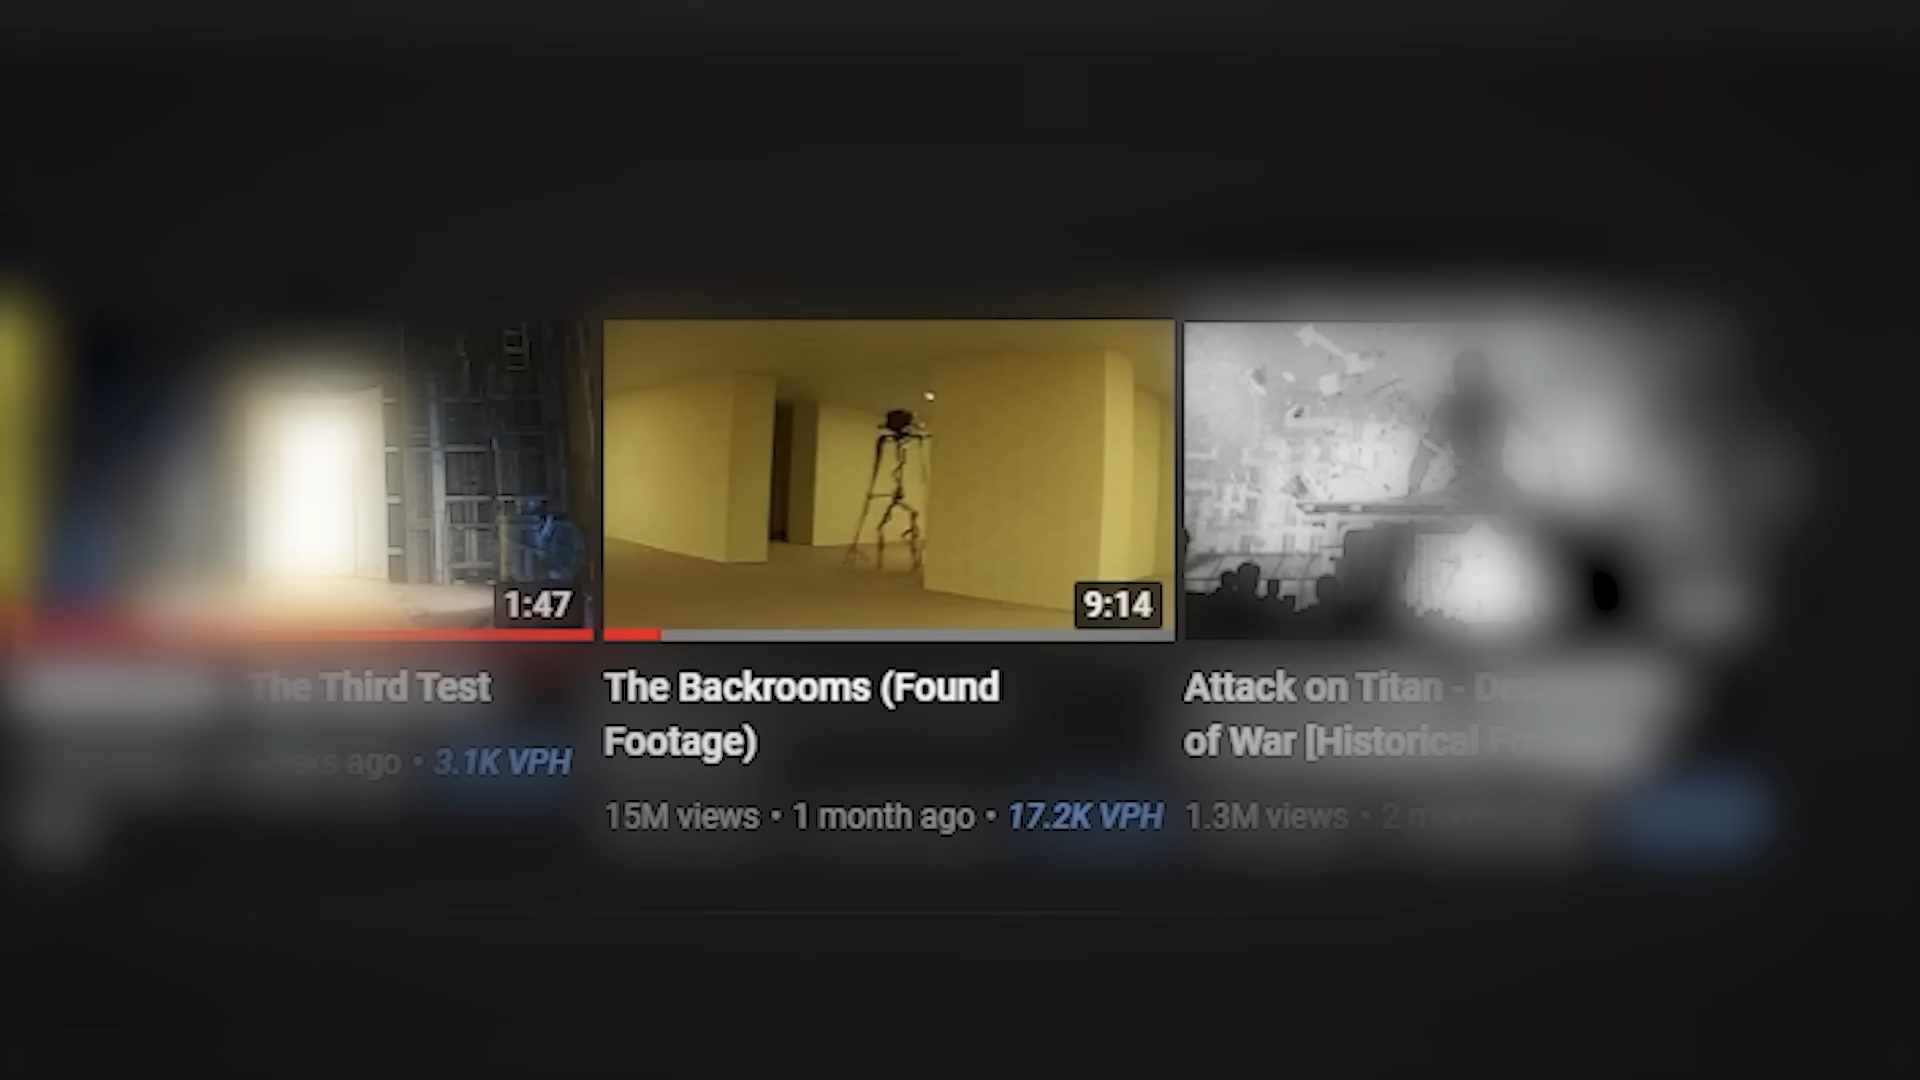 1:47
The Third Test
ago • 3.1K VPH
9:14
The Backrooms (Found
Footage)
15M views • 1 month ago • 17.2K VPH
Attack on Titan -
of War [Historical
1.3M views • 2